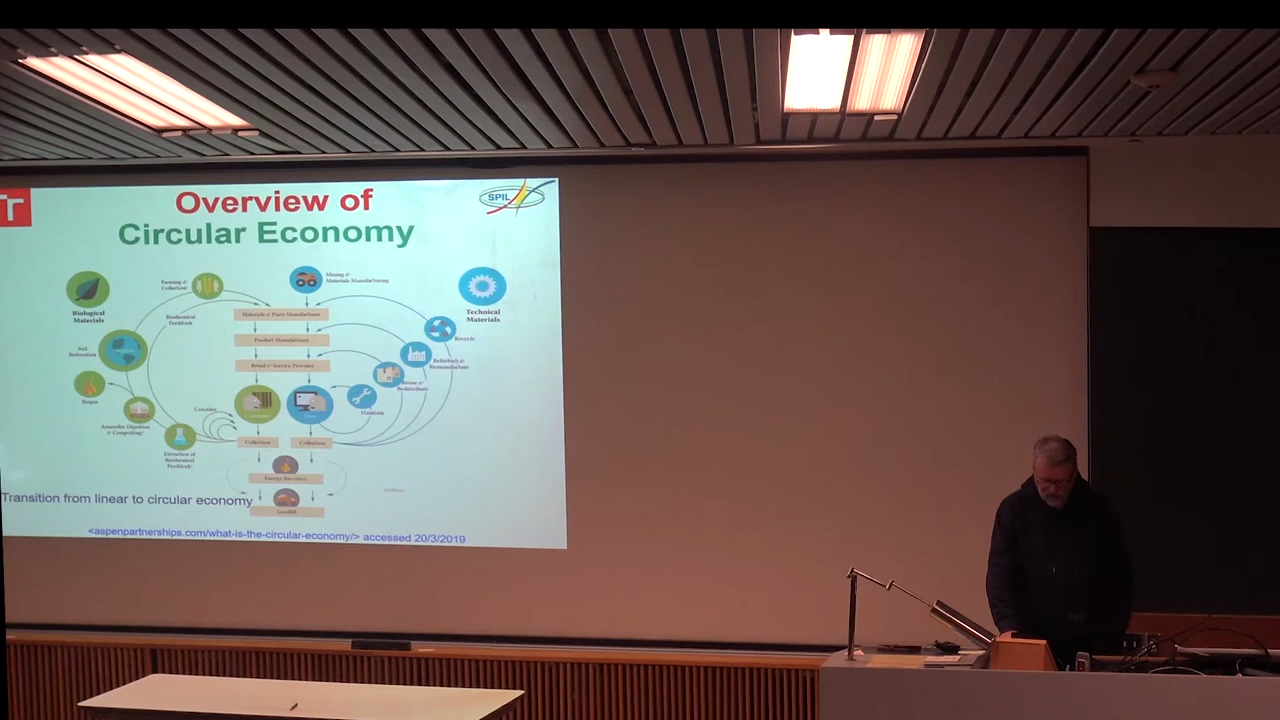 Overview of
Circular Economy
SPIL
Farming &
Collection
Mining &
Materials Manufacturing
Biological
Materials
Technical
Materials
Biochemical
Feedstock
Materials & Parts Manufacturer
Product Manufacturer
Retail & Service Provider
Soil
Restoration
Biogas
Anaerobic Digestion
& Composting
Extraction of
Biochemical
Feedstock
Cascades
Recycle
Refurbish &
Remanufacture
Reuse &
Redistribute
Maintain
Collection
Collection
Energy Recovery
Leakage
Landfill
Transition from linear to circular economy
<aspenpartnerships.com/what-is-the-circular-economy/> accessed 20/3/2019